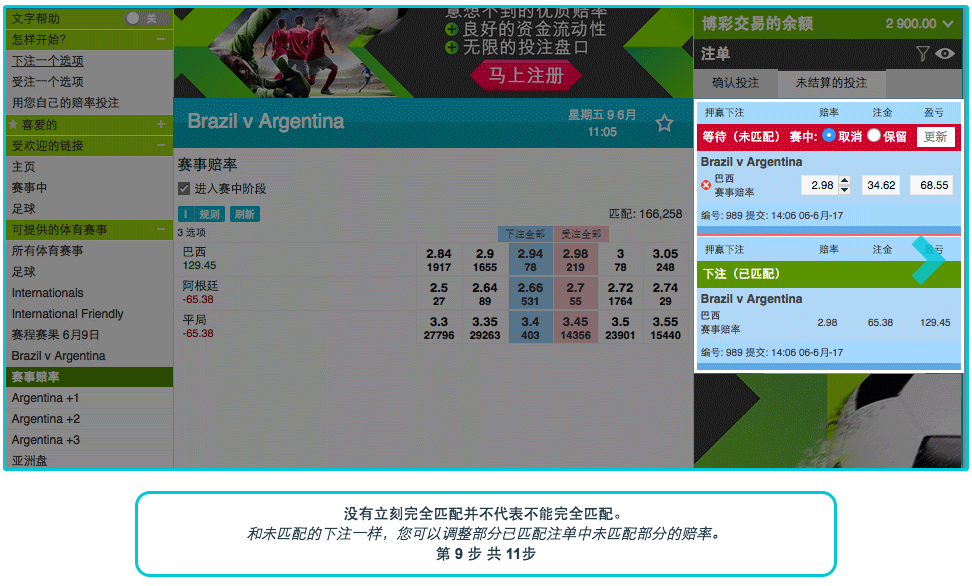 文字帮助 关
怎样开始? −
下注一个选项
受注一个选项
用您自己的赔率投注
喜爱的 +
受欢迎的链接 −
主页
赛事中
足球
可提供的体育赛事 −
所有体育赛事
足球
Internationals
International Friendly
赛程赛果 6月9日
Brazil v Argentina
赛事赔率
Argentina +1
Argentina +2
Argentina +3
亚洲盘
意想不到的优质赔率
良好的资金流动性
无限的投注盘口
马上注册
Brazil v Argentina
星期五 9 6月
11:05
赛事赔率
进入赛中阶段
I 规则 刷新
匹配: 166,258
3 选项 下注全部 受注全部
巴西 2.84 2.9 2.94 2.98 3 3.05
129.45 1917 1655 78 219 78 248
阿根廷 2.5 2.64 2.66 2.7 2.72 2.74
-65.38 27 89 531 55 1764 29
平局 3.3 3.35 3.4 3.45 3.5 3.55
-65.38 27796 29263 403 14356 23901 15440
博彩交易的余额 2 900.00
注单
确认投注 未结算的投注
押赢下注 赔率 注金 盈亏
等待（未匹配） 赛中: 取消 保留 更新
Brazil v Argentina
巴西
赛事赔率 2.98 34.62 68.55
编号: 989 提交: 14:06 06-6月-17
押赢下注 赔率 注金 盈亏
下注（已匹配）
Brazil v Argentina
巴西
赛事赔率 2.98 65.38 129.45
编号: 989 提交: 14:06 06-6月-17
没有立刻完全匹配并不代表不能完全匹配。
和未匹配的下注一样，您可以调整部分已匹配注单中未匹配部分的赔率。
第 9 步 共 11步